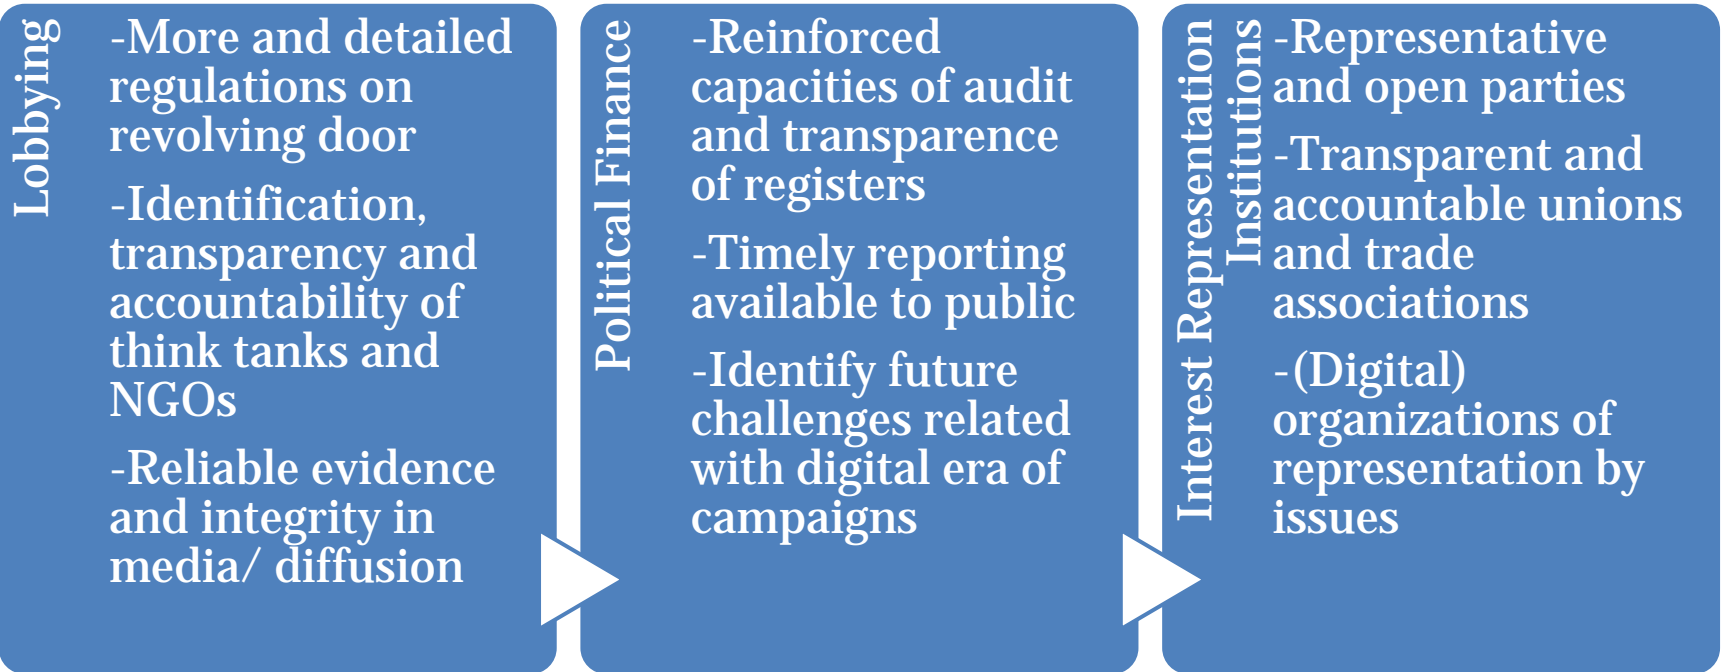 Lobbying
-More and detailed
regulations on
revolving door
-Identification,
transparency and
accountability of
think tanks and
NGOs
-Reliable evidence
and integrity in
media/ diffusion
Political Finance
-Reinforced
capacities of audit
and transparence
of registers
-Timely reporting
available to public
-Identify future
challenges related
with digital era of
campaigns
Interest Representation
Institutions
-Representative
and open parties
-Transparent and
accountable unions
and trade
associations
-(Digital)
organizations of
representation by
issues